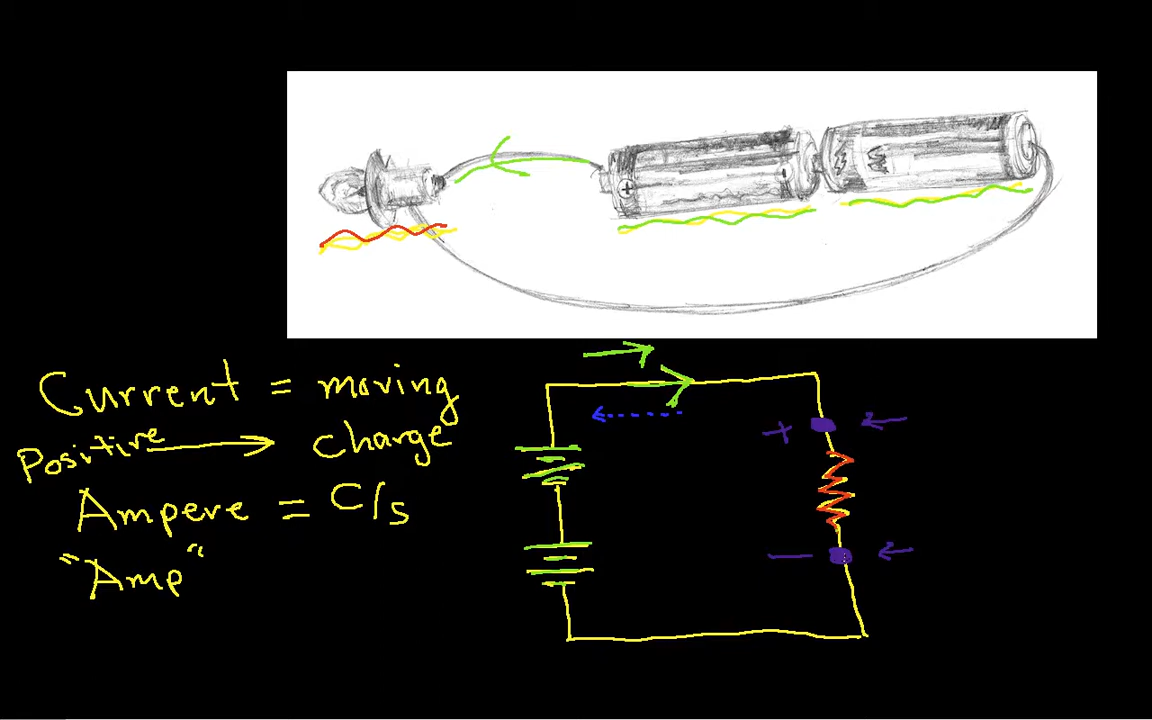 + -
Current = moving
Positive → charge
Ampere = C/s
"Amp"
+
-